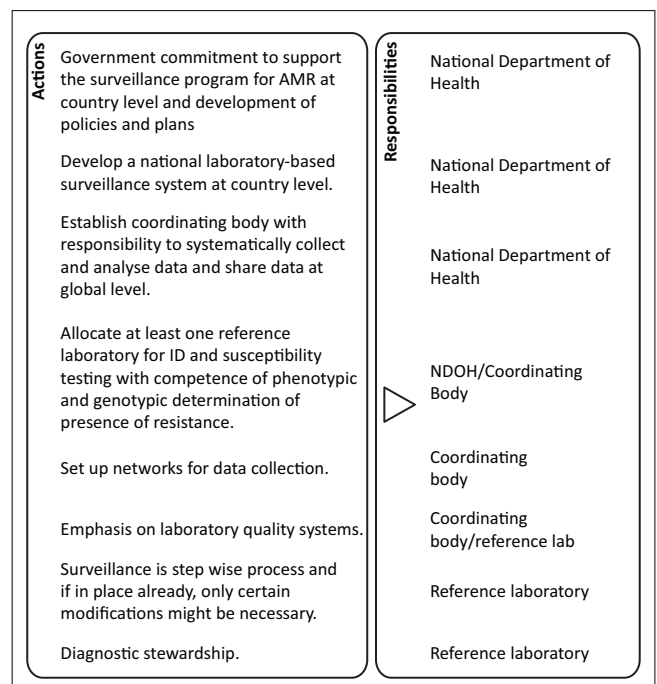 Actions
Government commitment to support
the surveillance program for AMR at
country level and development of
policies and plans
Develop a national laboratory-based
surveillance system at country level.
Establish coordinating body with
responsibility to systematically collect
and analyse data and share data at
global level.
Allocate at least one reference
laboratory for ID and susceptibility
testing with competence of phenotypic
and genotypic determination of
presence of resistance.
Set up networks for data collection.
Emphasis on laboratory quality systems.
Surveillance is step wise process and
if in place already, only certain
modifications might be necessary.
Diagnostic stewardship.
Responsibilities
National Department of
Health
National Department of
Health
National Department of
Health
NDOH/Coordinating
Body
Coordinating
body
Coordinating
body/reference lab
Reference laboratory
Reference laboratory